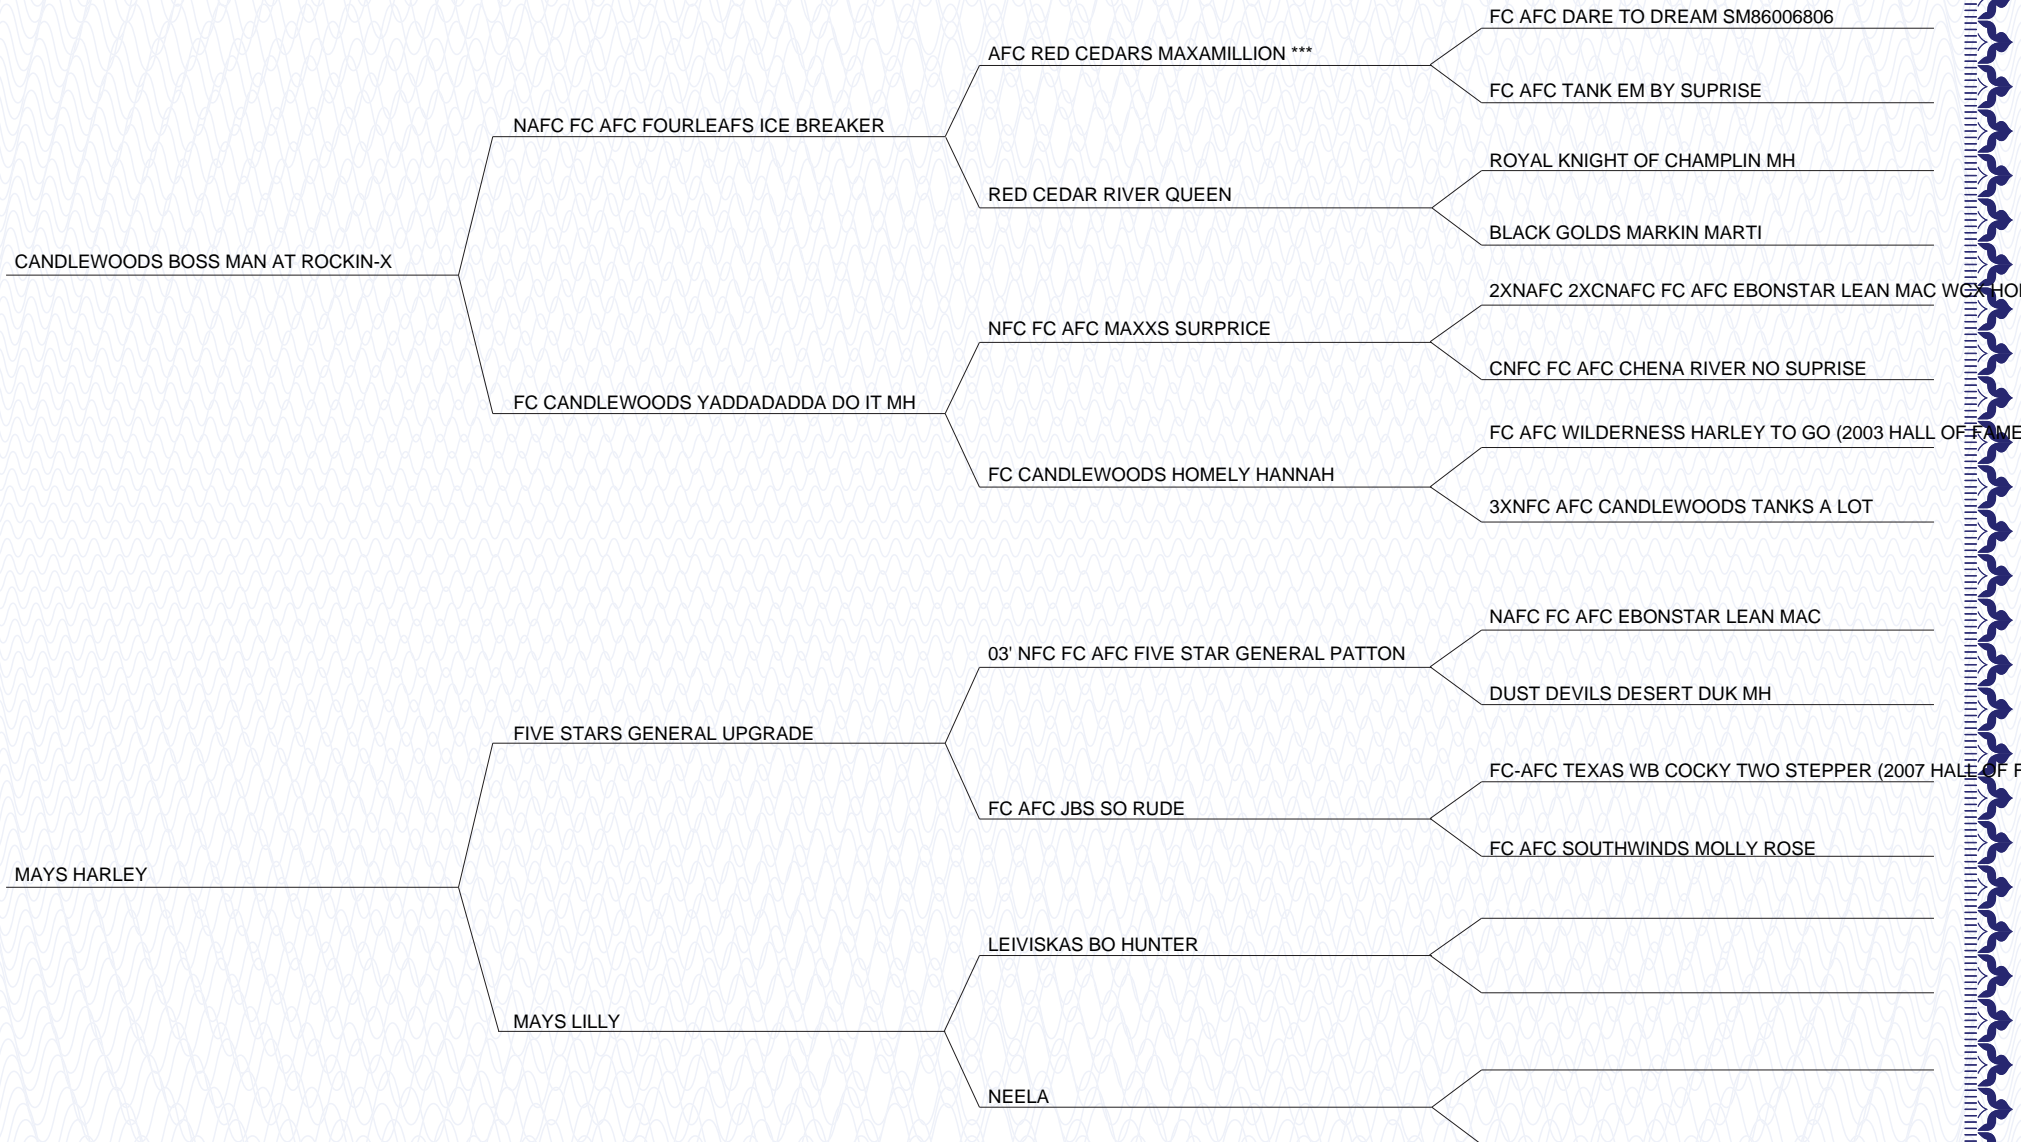 FC AFC DARE TO DREAM SM86006806
AFC RED CEDARS MAXAMILLION ***
FC AFC TANK EM BY SUPRISE
NAFC FC AFC FOURLEAFS ICE BREAKER
ROYAL KNIGHT OF CHAMPLIN MH
RED CEDAR RIVER QUEEN
BLACK GOLDS MARKIN MARTI
CANDLEWOODS BOSS MAN AT ROCKIN-X
2XNAFC 2XCNAFC FC AFC EBONSTAR LEAN MAC WCX
NFC FC AFC MAXXS SURPRICE
CNFC FC AFC CHENA RIVER NO SUPRISE
FC CANDLEWOODS YADDADADDA DO IT MH
FC AFC WILDERNESS HARLEY TO GO (2003 HALL OF FAME
FC CANDLEWOODS HOMELY HANNAH
3XNFC AFC CANDLEWOODS TANKS A LOT
NAFC FC AFC EBONSTAR LEAN MAC
03' NFC FC AFC FIVE STAR GENERAL PATTON
DUST DEVILS DESERT DUK MH
FIVE STARS GENERAL UPGRADE
FC-AFC TEXAS WB COCKY TWO STEPPER (2007 HALL OF
FC AFC JBS SO RUDE
FC AFC SOUTHWINDS MOLLY ROSE
MAYS HARLEY
LEIVISKAS BO HUNTER
MAYS LILLY
NEELA